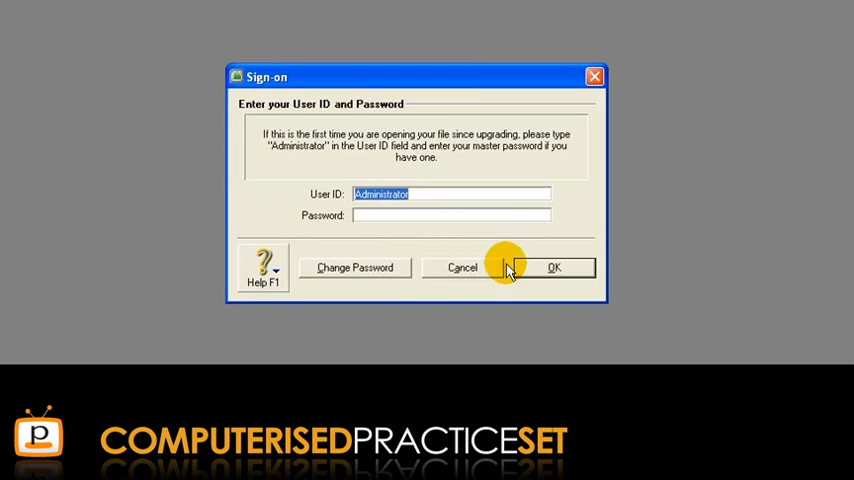 Sign-on
Enter your User ID and Password
If this is the first time you are opening your file since upgrading, please type
"Administrator" in the User ID field and enter your master password if you
have one.
User ID: Administrator
Password:
Help F1
Change Password
Cancel
OK
p
COMPUTERISEDPRACTICESET